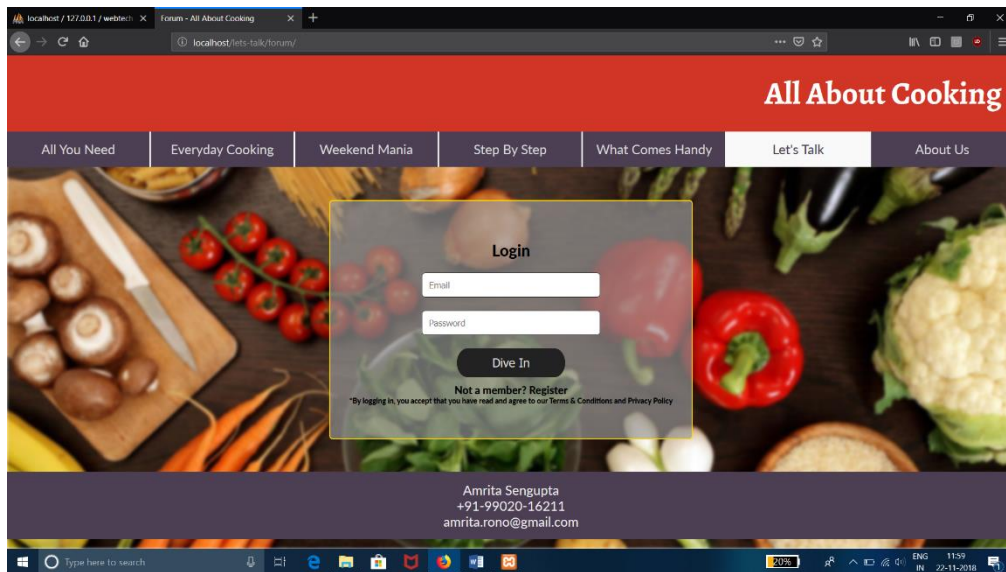 localhost / 127.0.0.1 / webtech
Forum - All About Cooking
localhost/lets-talk/forum/
All About Cooking
All You Need
Everyday Cooking
Weekend Mania
Step By Step
What Comes Handy
Let's Talk
About Us
Login
Email
Password
Dive In
Not a member? Register
*By logging in, you accept that you have read and agree to our Terms & Conditions and Privacy Policy
Amrita Sengupta
+91-99020-16211
amrita.rono@gmail.com
Type here to search
20%
ENG
11:59
IN
22-11-2018